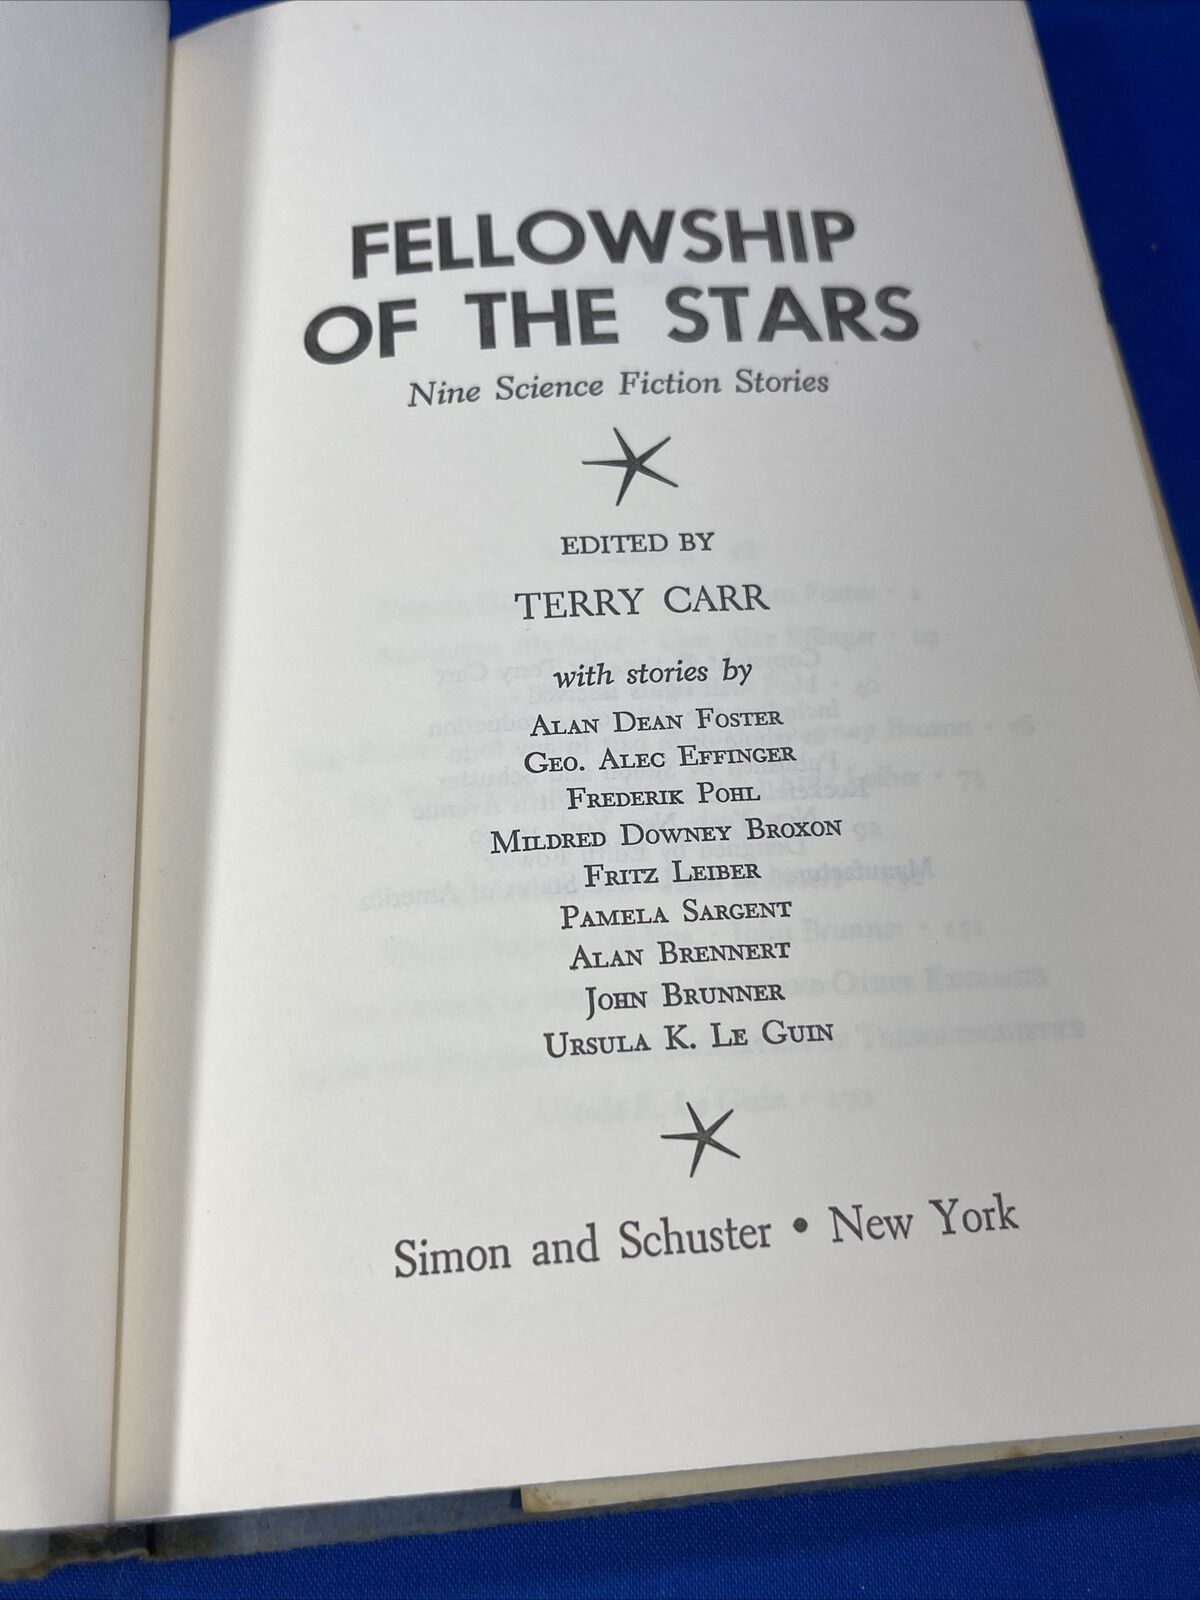 FELLOWSHIP
OF THE STARS
Nine Science Fiction Stories
EDITED BY
TERRY CARR
with stories by
ALAN DEAN FOSTER
GEO. ALEC EFFINGER
FREDERIK POHL
MILDRED DOWNEY BROXON
FRITZ LEIBER
PAMELA SARGENT
ALAN BRENNERT
JOHN BRUNNER
URSULA K. LE GUIN
Simon and Schuster • New York